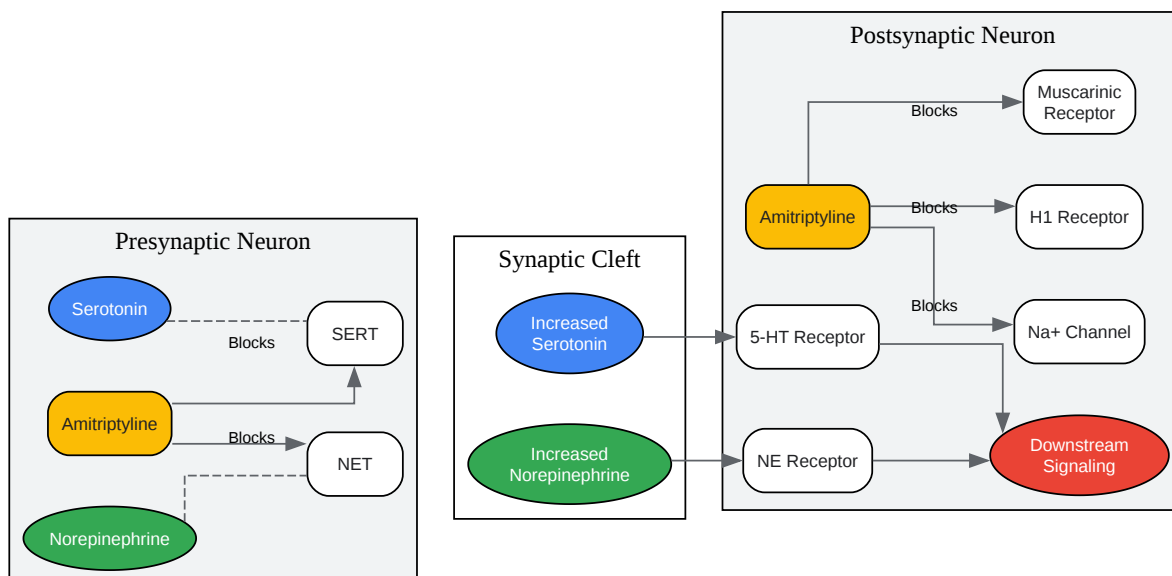 Presynaptic Neuron
Serotonin
Blocks
SERT
Amitriptyline
Blocks
NET
Norepinephrine
Synaptic Cleft
Increased
Serotonin
Increased
Norepinephrine
Postsynaptic Neuron
Blocks
Muscarinic
Receptor
Amitriptyline
Blocks
H1 Receptor
Blocks
Na+ Channel
5-HT Receptor
NE Receptor
Downstream
Signaling